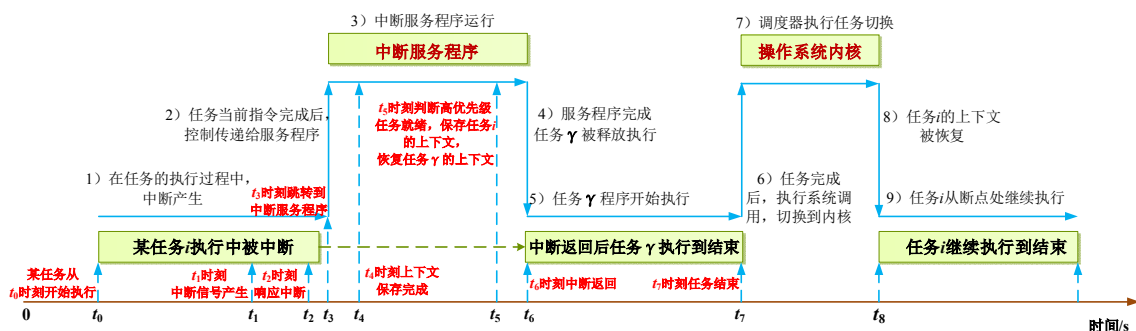 3）中断服务程序运行
中断服务程序
7）调度器执行任务切换
操作系统内核
2）任务当前指令完成后，
控制传递给服务程序
t5时刻判断高优先级
任务就绪，保存任务i
的上下文，
恢复任务γ的上下文
4）服务程序完成
任务γ被释放执行
8）任务i的上下文
被恢复
1）在任务的执行过程中，
中断产生
t3时刻跳转到
中断服务程序
5）任务γ程序开始执行
6）任务完成
后，执行系统调
用，切换到内核
9）任务i从断点处继续执行
某任务i执行中被中断
中断返回后任务γ执行到结束
任务i继续执行到结束
某任务从
t0时刻开始执行
t1时刻
中断信号产生
t2时刻
响应中断
t4时刻上下文
保存完成
t6时刻中断返回
t7时刻任务结束
0 t0 t1 t2 t3 t4 t5 t6 t7 t8
时间/s